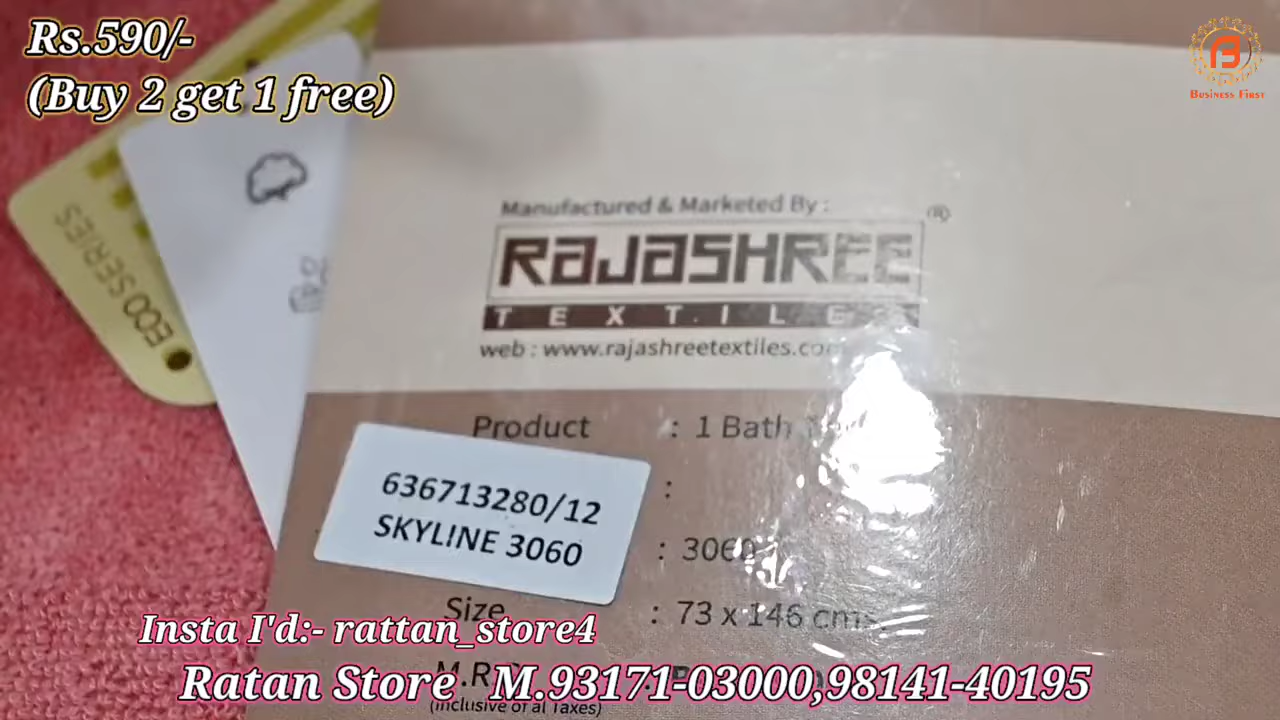 Rs.590/-
(Buy 2 get 1 free)
BUSINESS FIRST
ECO SERIES
Manufactured & Marketed By :
RAJASHREE ®
TEXTILES
web : www.rajashreetextiles.com
Product : 1 Bath
636713280/12
SKYLINE 3060
:
: 3060
Size : 73 x 146 cms
Insta I'd:- rattan_store4
M.R.P
Ratan Store M.93171-03000,98141-40195
(inclusive of al Taxes)